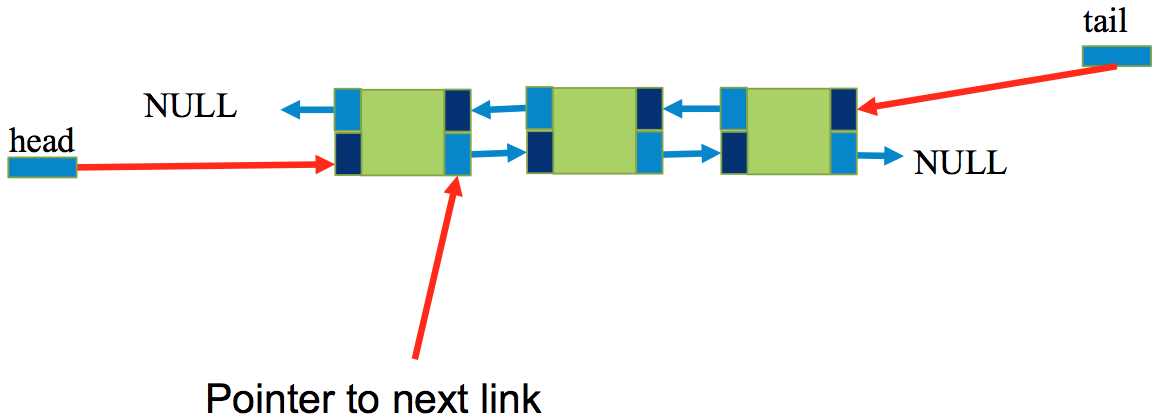 tail
NULL
head
NULL
Pointer to next link